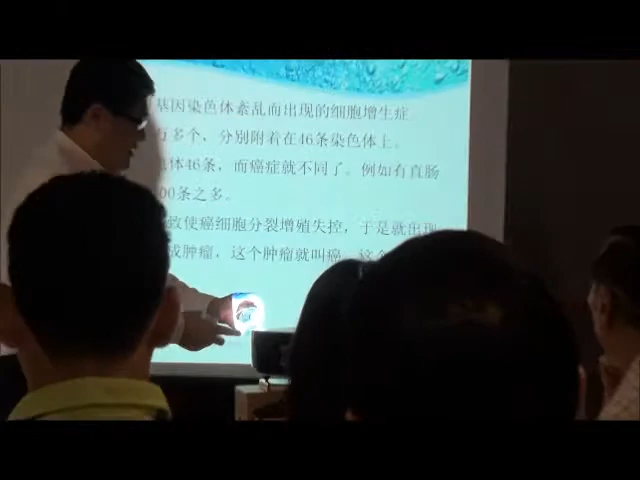 基因染色体紊乱而出现的细胞增生症。
多个，分别附着在46条染色体上。
体46条，而癌症就不同了。例如有直肠
00条之多。
致使癌细胞分裂增殖失控，于是就出现
成肿瘤，这个肿瘤就叫癌。这个